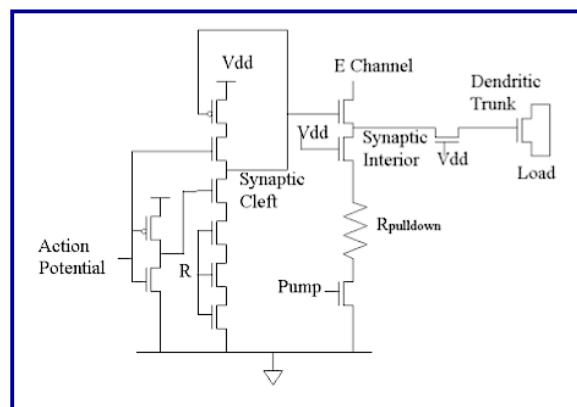 Vdd
E Channel
Dendritic
Trunk
Vdd
Synaptic
Interior
Vdd
Load
Synaptic
Cleft
Rpulldown
Action
Potential
R
Pump